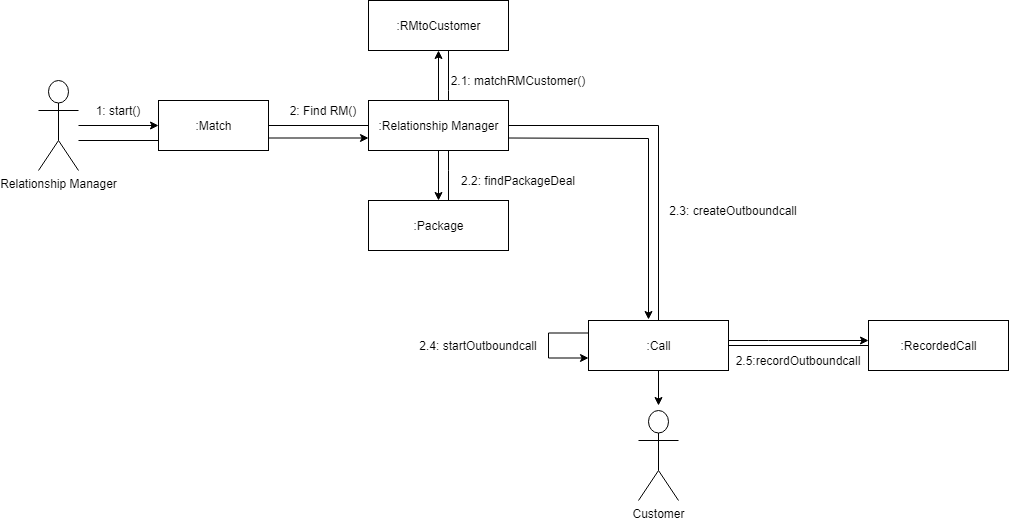 :RMtoCustomer
2.1: matchRMCustomer()
1: start()
2: Find RM()
:Match
:Relationship Manager
Relationship Manager
2.2: findPackageDeal
:Package
2.3: createOutboundcall
2.4: startOutboundcall
:Call
:RecordedCall
2.5:recordOutboundcall
Customer